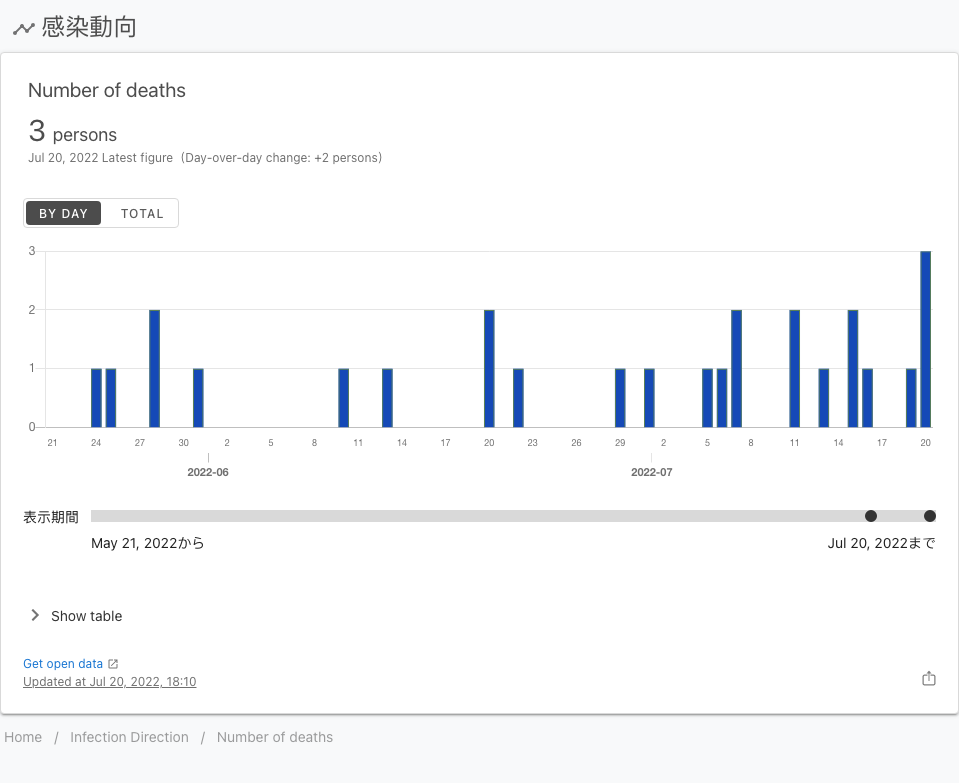 感染動向
Number of deaths
3 persons
Jul 20, 2022 Latest figure (Day-over-day change: +2 persons)
BY DAY TOTAL
3
2
1
0
21 24 27 30 2 5 8 11 14 17 20 23 26 29 2 5 8 11 14 17 20
2022-06 2022-07
表示期間
May 21, 2022から Jul 20, 2022まで
Show table
Get open data
Updated at Jul 20, 2022, 18:10
Home / Infection Direction / Number of deaths